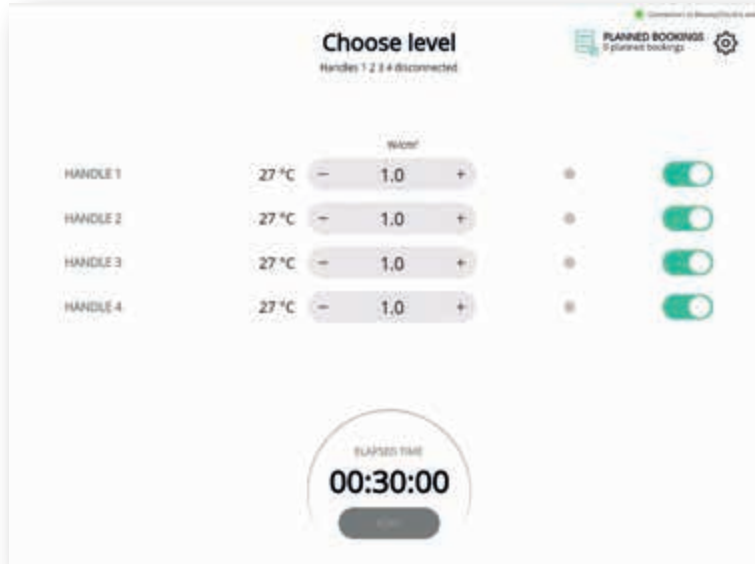 Choose level
Handles 1 2 3 4 disconnected
PLANNED BOOKINGS
0 planned bookings
W/cm²
HANDLE 1 27 °C − 1.0 +
HANDLE 2 27 °C − 1.0 +
HANDLE 3 27 °C − 1.0 +
HANDLE 4 27 °C − 1.0 +
ELAPSED TIME
00:30:00